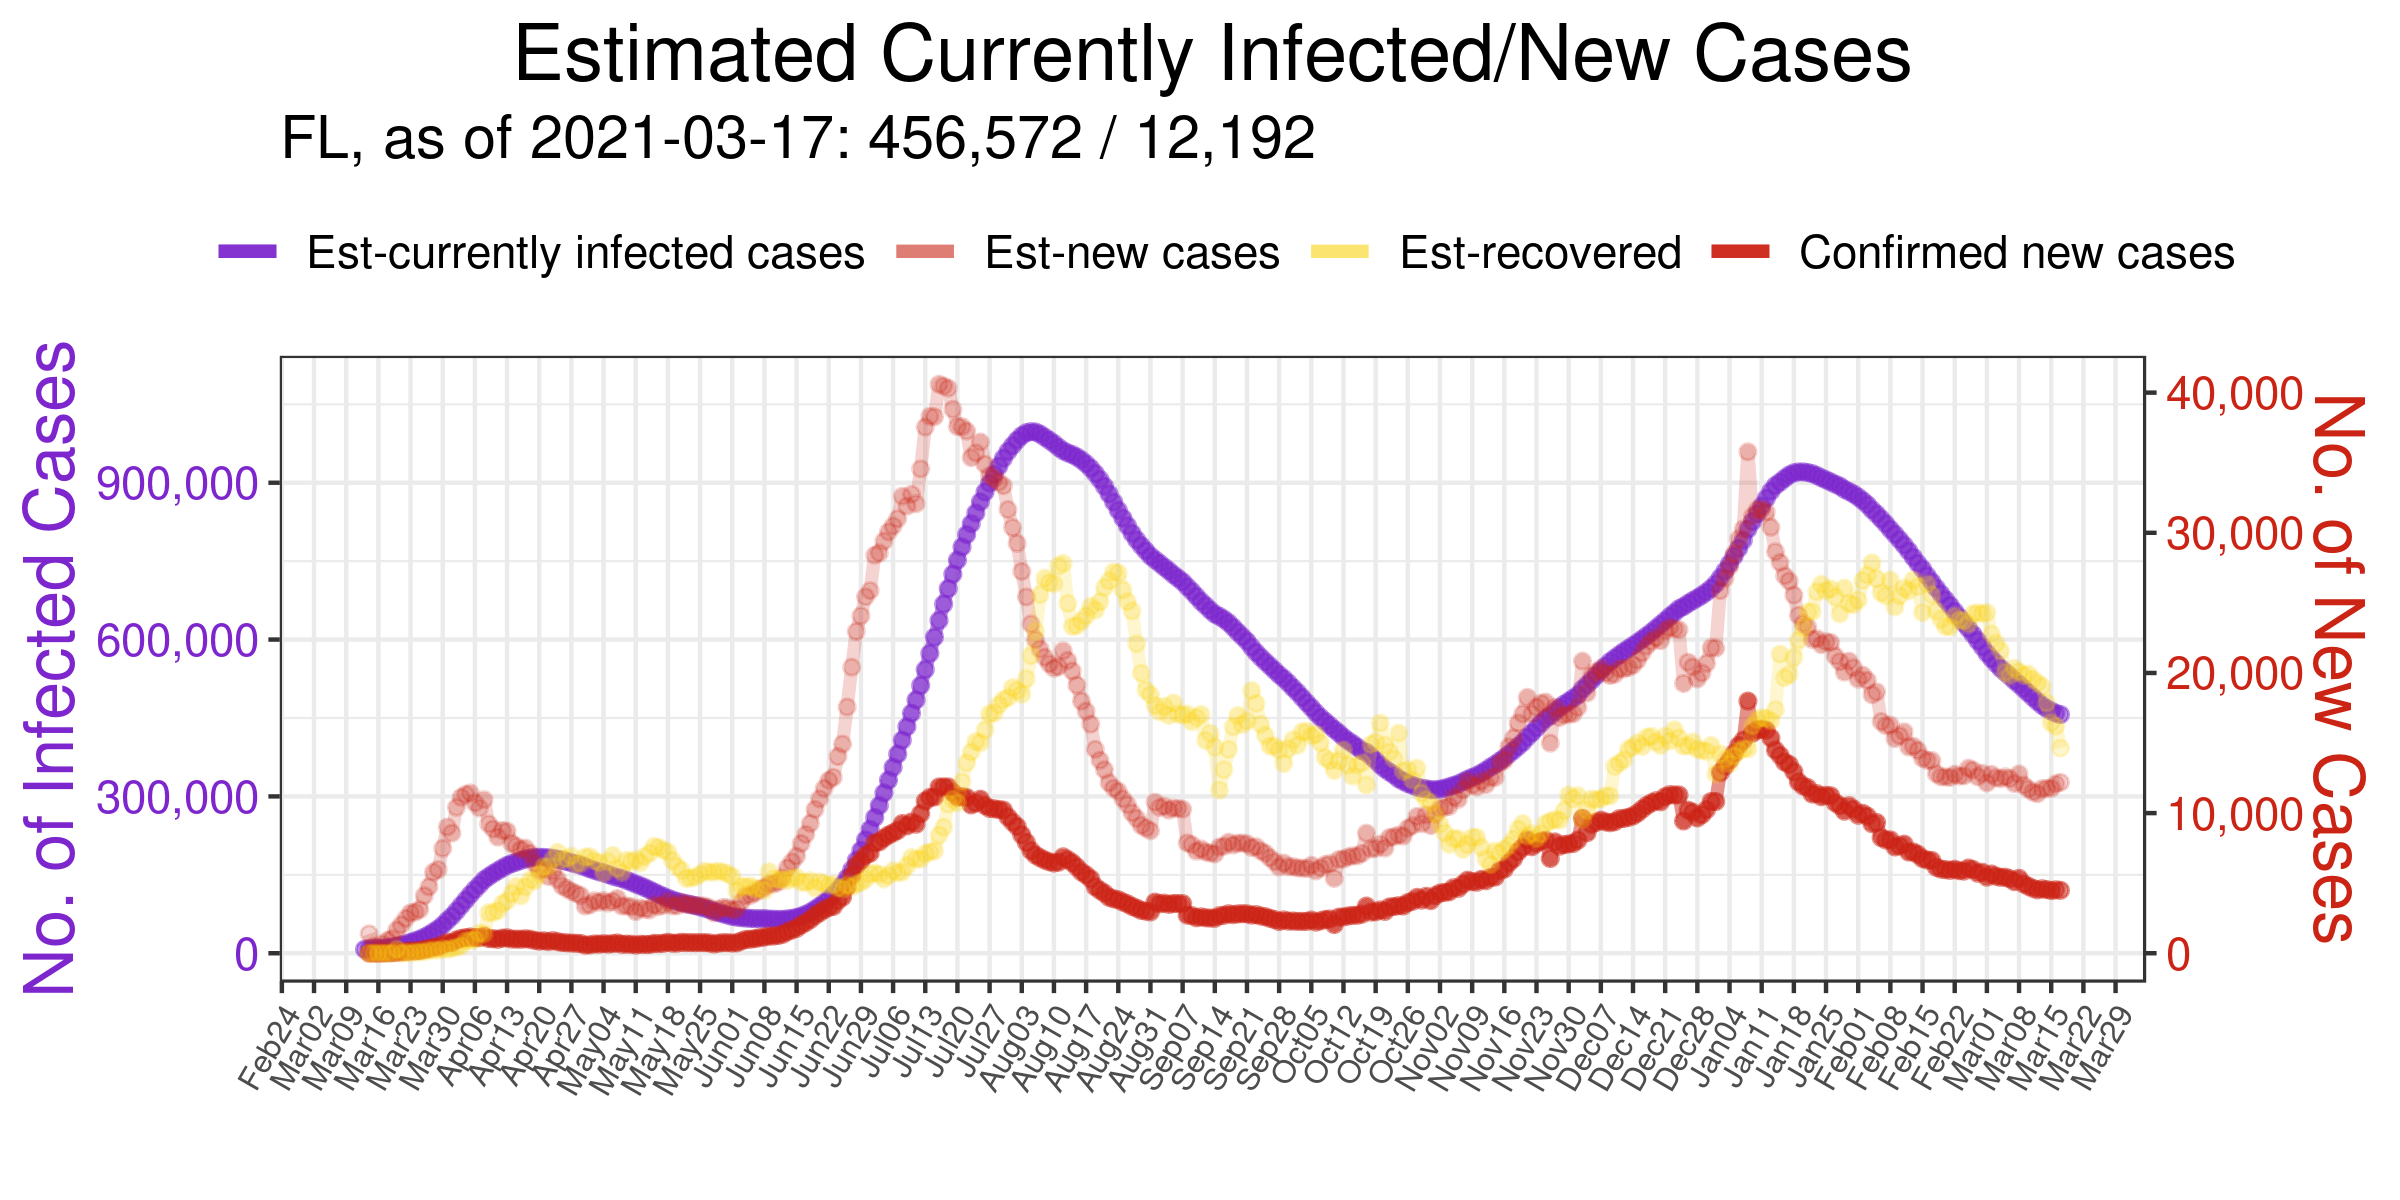 Estimated Currently Infected/New Cases
FL, as of 2021-03-17: 456,572 / 12,192
Est-currently infected cases Est-new cases Est-recovered Confirmed new cases
No. of Infected Cases
900,000
600,000
300,000
0
40,000
30,000
20,000
10,000
0
No. of New Cases
Feb24 Mar02 Mar09 Mar16 Mar23 Mar30 Apr06 Apr13 Apr20 Apr27 May04 May11 May18 May25 Jun01 Jun08 Jun15 Jun22 Jun29 Jul06 Jul13 Jul20 Jul27 Aug03 Aug10 Aug17 Aug24 Aug31 Sep07 Sep14 Sep21 Sep28 Oct05 Oct12 Oct19 Oct26 Nov02 Nov09 Nov16 Nov23 Nov30 Dec07 Dec14 Dec21 Dec28 Jan04 Jan11 Jan18 Jan25 Feb01 Feb08 Feb15 Feb22 Mar01 Mar08 Mar15 Mar22 Mar29